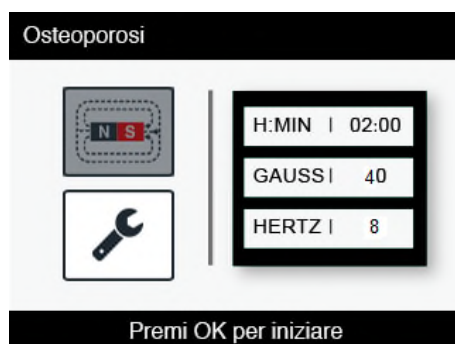 Osteoporosi
N S
H:MIN | 02:00
GAUSS | 40
HERTZ | 8
Premi OK per iniziare